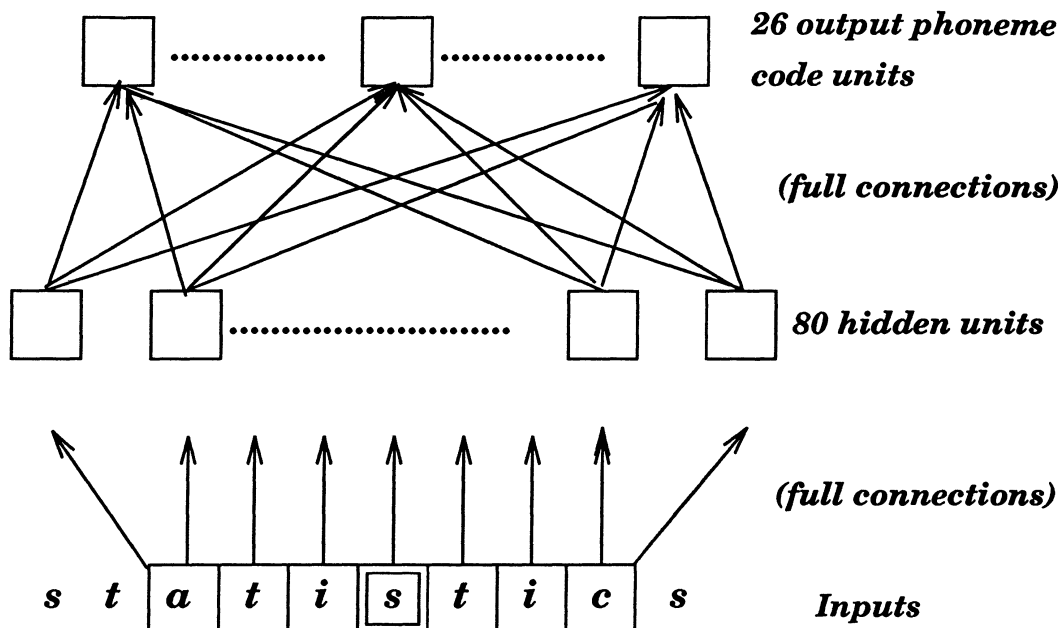 26 output phoneme
code units
(full connections)
80 hidden units
(full connections)
s t a t i s t i c s
Inputs